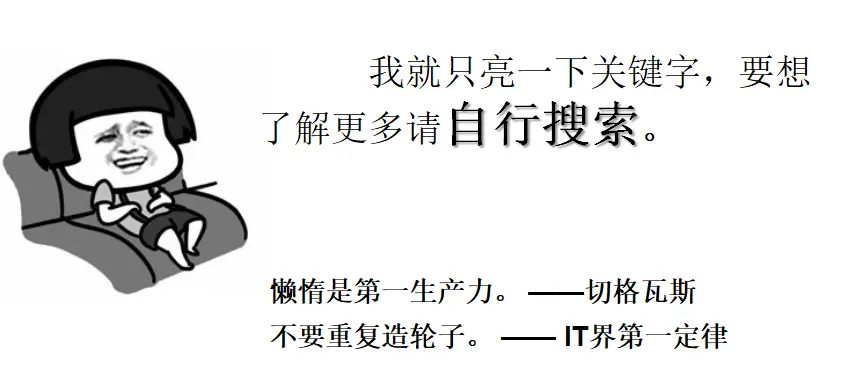 我就只亮一下关键字，要想
了解更多请自行搜索。
懒惰是第一生产力。 ——切格瓦斯
不要重复造轮子。 —— IT界第一定律